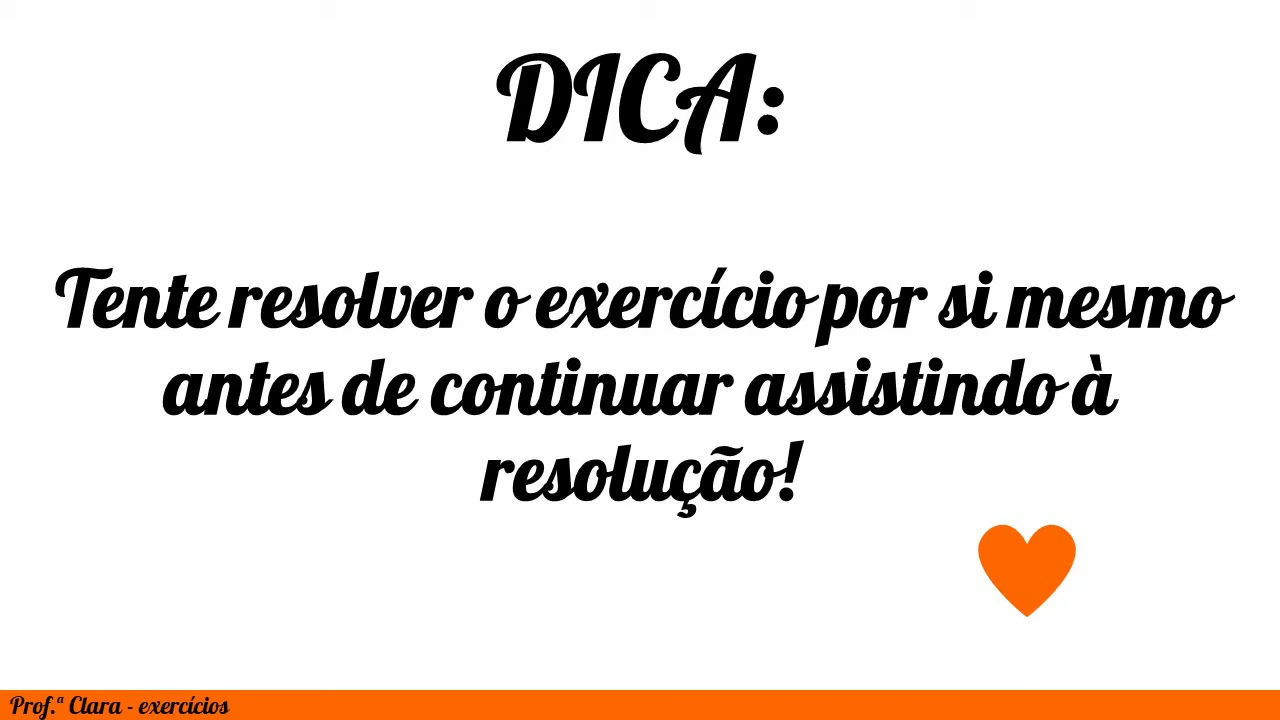 DICA:
Tente resolver o exercício por si mesmo
antes de continuar assistindo à
resolução!
Prof.ª Clara - exercícios